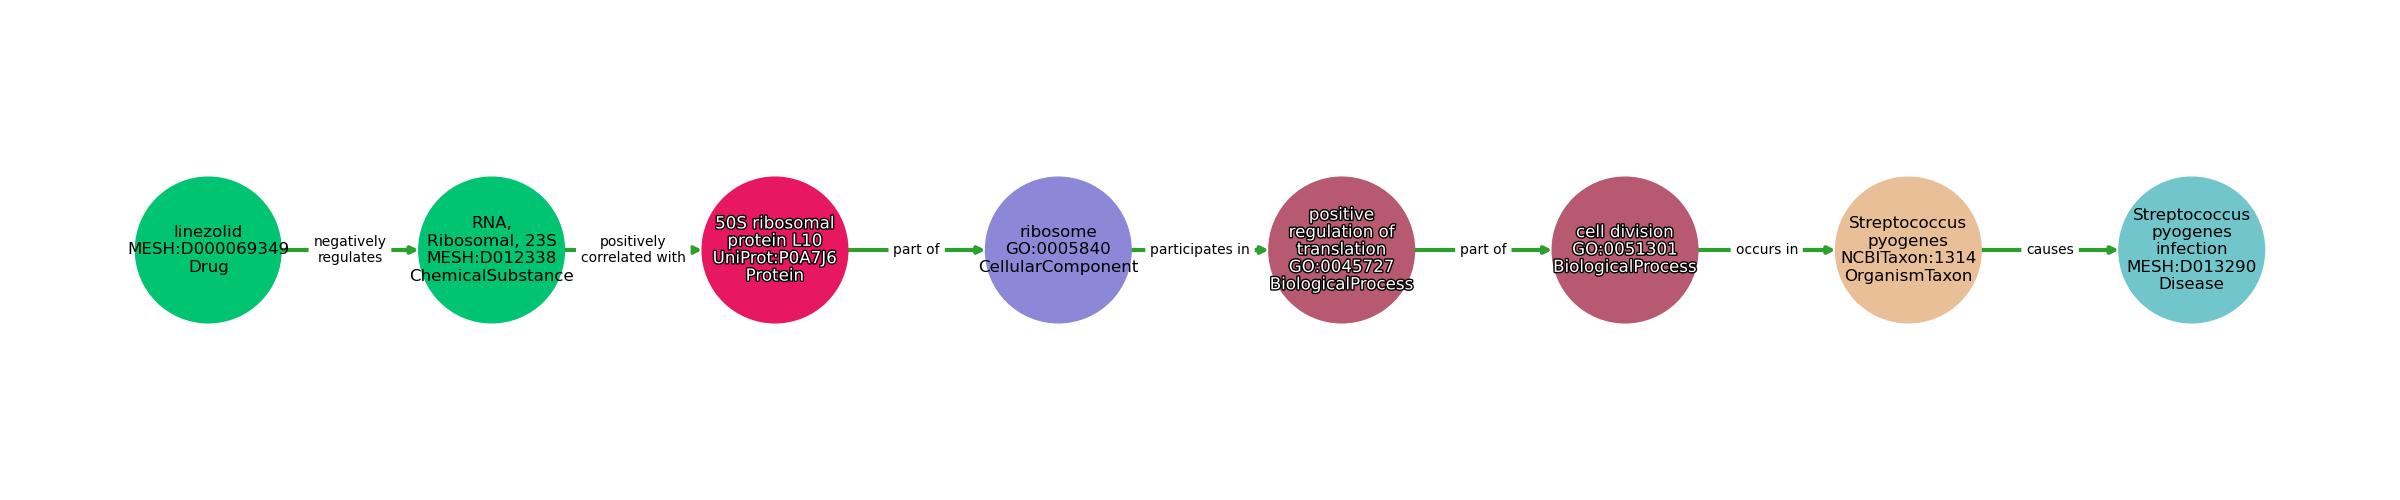 linezolid
MESH:D000069349
Drug
negatively
regulates
RNA,
Ribosomal, 23S
MESH:D012338
ChemicalSubstance
positively
correlated with
50S ribosomal
protein L10
UniProt:P0A7J6
Protein
part of
ribosome
GO:0005840
CellularComponent
participates in
positive
regulation of
translation
GO:0045727
BiologicalProcess
part of
cell division
GO:0051301
BiologicalProcess
occurs in
Streptococcus
pyogenes
NCBITaxon:1314
OrganismTaxon
causes
Streptococcus
pyogenes
infection
MESH:D013290
Disease